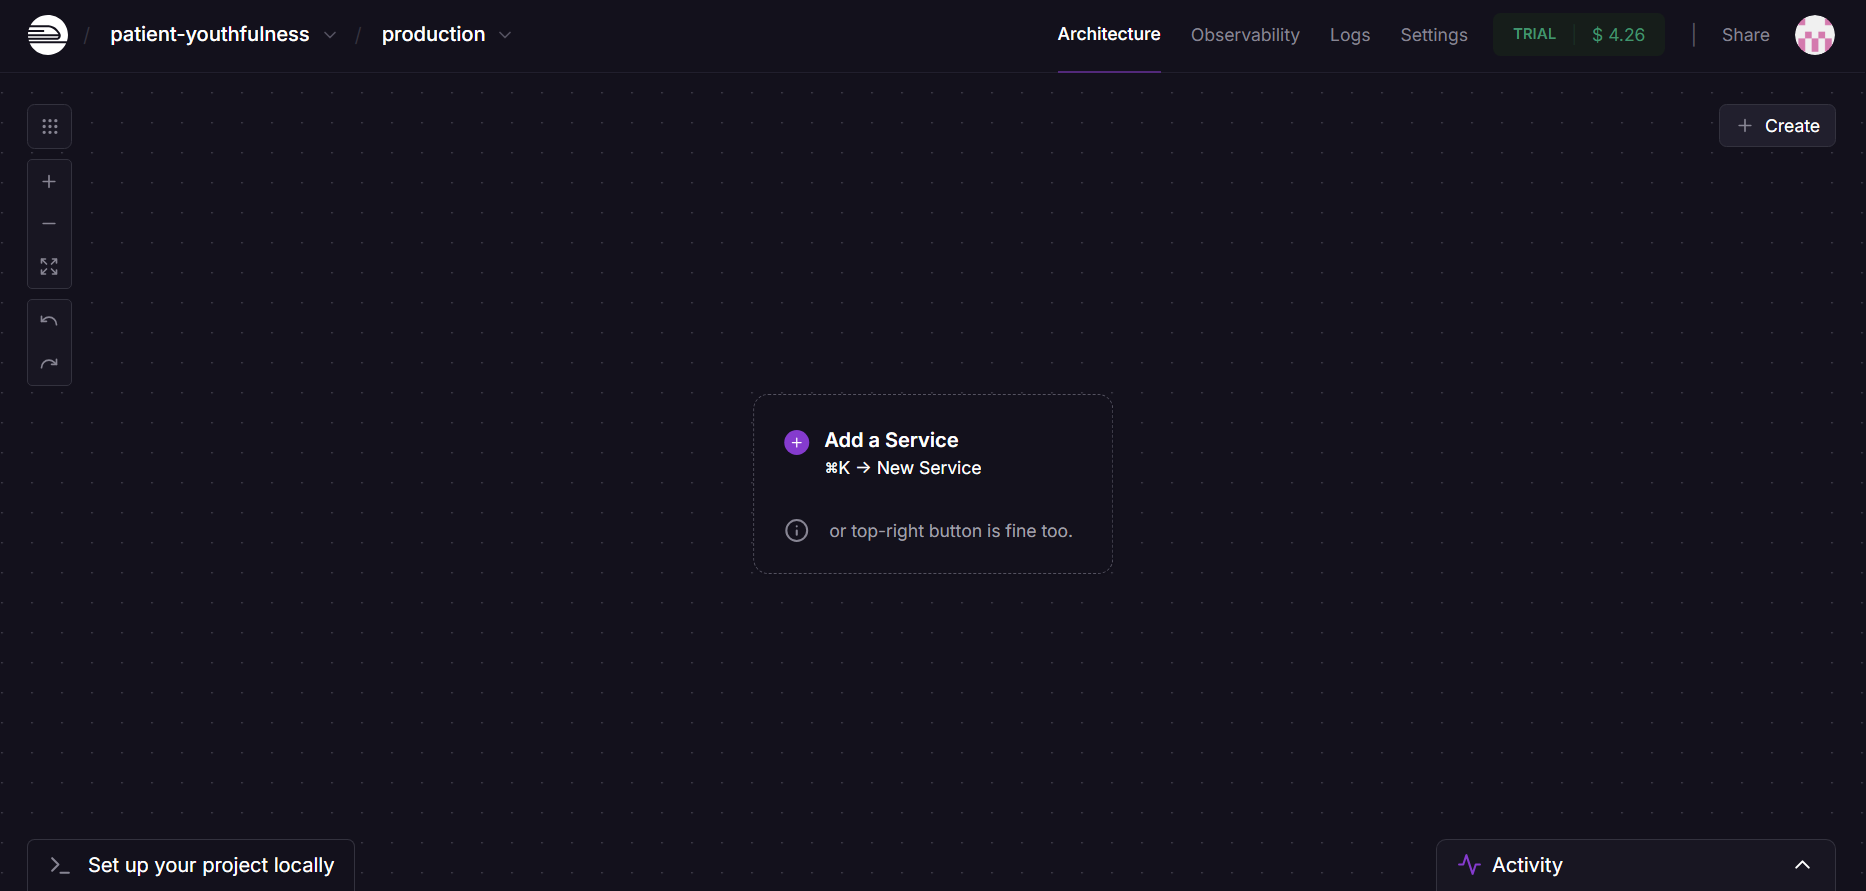 / patient-youthfulness / production
Architecture Observability Logs Settings TRIAL $ 4.26 Share
+ Create
Add a Service
⌘K → New Service
or top-right button is fine too.
>_ Set up your project locally
Activity